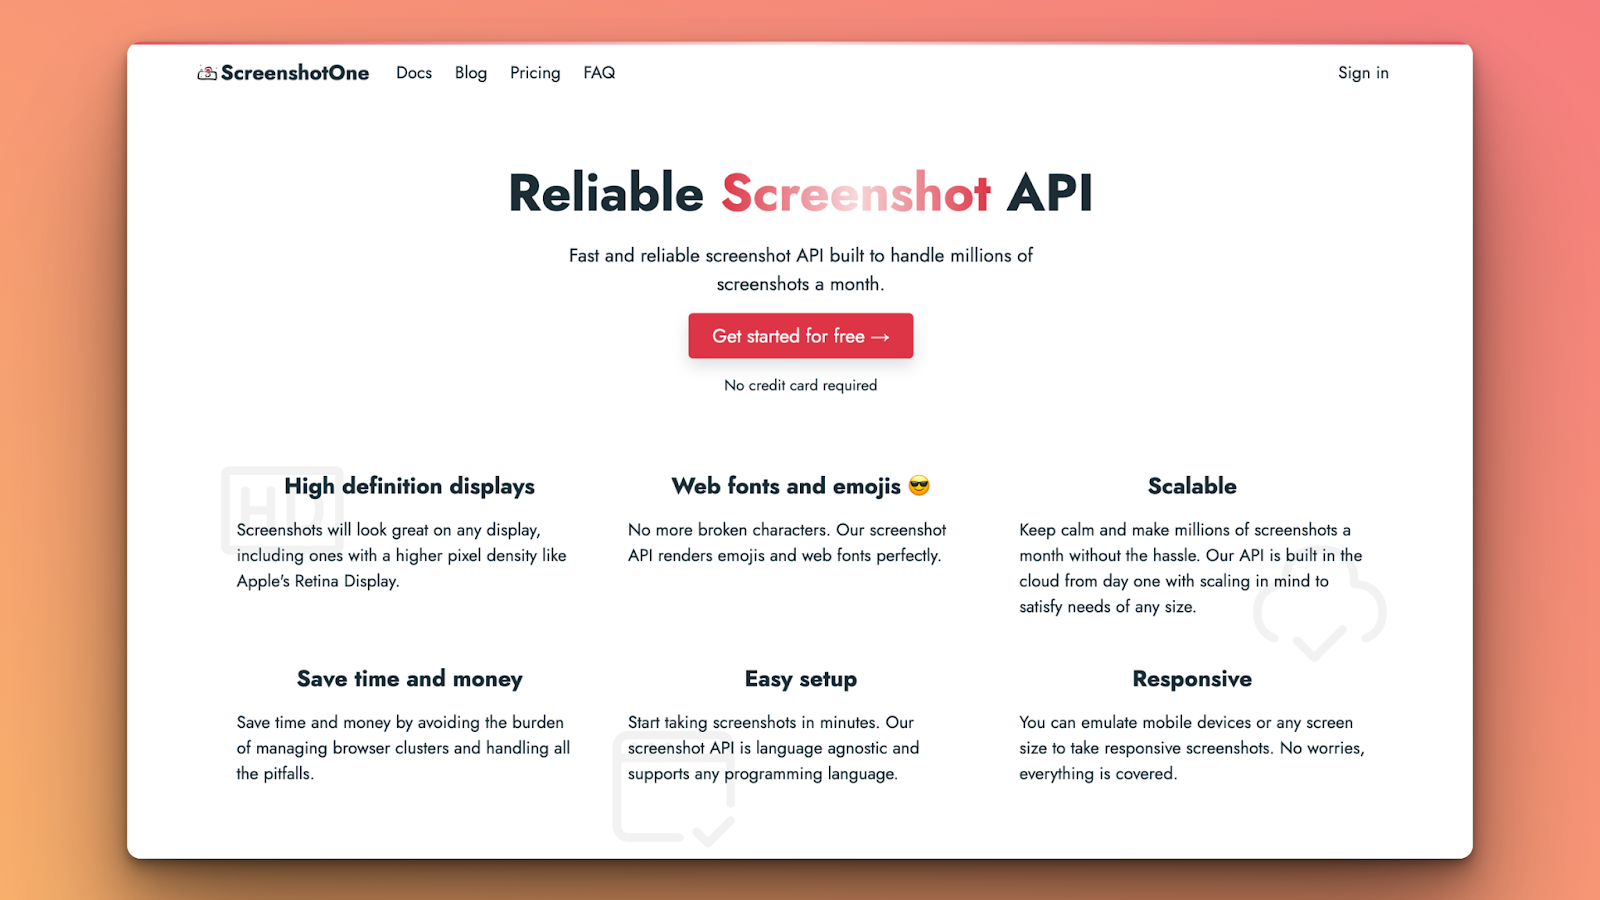 ScreenshotOne Docs Blog Pricing FAQ Sign in
Reliable Screenshot API
Fast and reliable screenshot API built to handle millions of
screenshots a month.
Get started for free →
No credit card required
HD
High definition displays
Screenshots will look great on any display,
including ones with a higher pixel density like
Apple's Retina Display.
Web fonts and emojis 😎
No more broken characters. Our screenshot
API renders emojis and web fonts perfectly.
Scalable
Keep calm and make millions of screenshots a
month without the hassle. Our API is built in the
cloud from day one with scaling in mind to
satisfy needs of any size.
Save time and money
Save time and money by avoiding the burden
of managing browser clusters and handling all
the pitfalls.
Easy setup
Start taking screenshots in minutes. Our
screenshot API is language agnostic and
supports any programming language.
Responsive
You can emulate mobile devices or any screen
size to take responsive screenshots. No worries,
everything is covered.